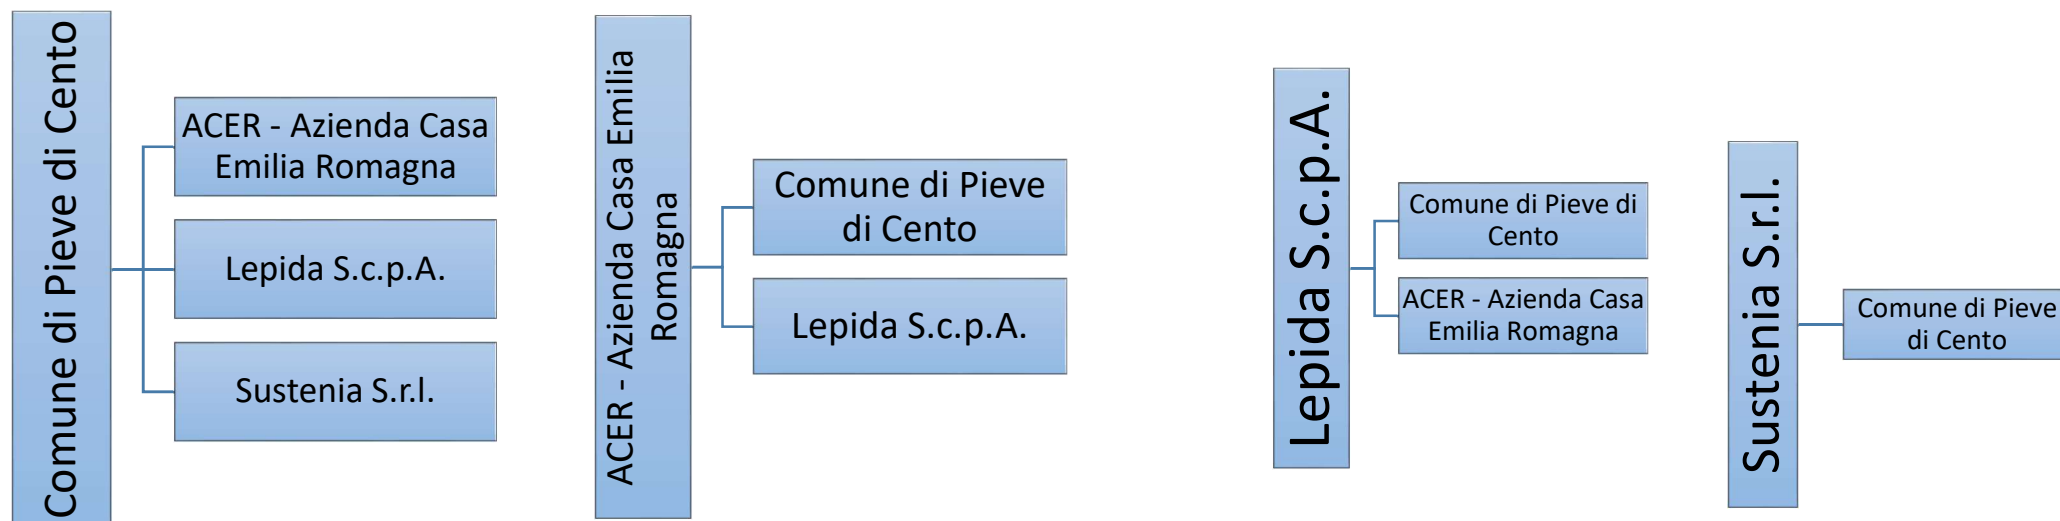 Comune di Pieve di Cento
ACER - Azienda Casa
Emilia Romagna
Lepida S.c.p.A.
Sustenia S.r.l.
ACER - Azienda Casa Emilia
Romagna
Comune di Pieve
di Cento
Lepida S.c.p.A.
Lepida S.c.p.A.
Comune di Pieve di
Cento
ACER - Azienda Casa
Emilia Romagna
Sustenia S.r.l.
Comune di Pieve
di Cento